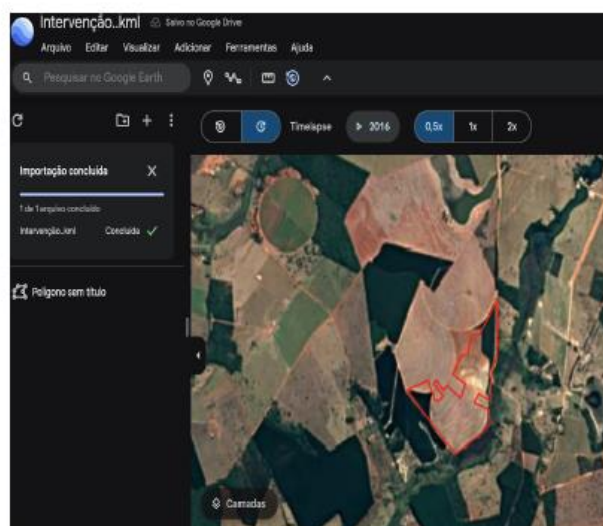 Intervenção..kml Salvo no Google Drive
Arquivo Editar Visualizar Adicionar Ferramentas Ajuda
Pesquisar no Google Earth
Timelapse 2016 0,5x 1x 2x
Importação concluída
1 de 1 arquivo concluído
Intervenção..kml Concluída
Polígono sem título
Camadas